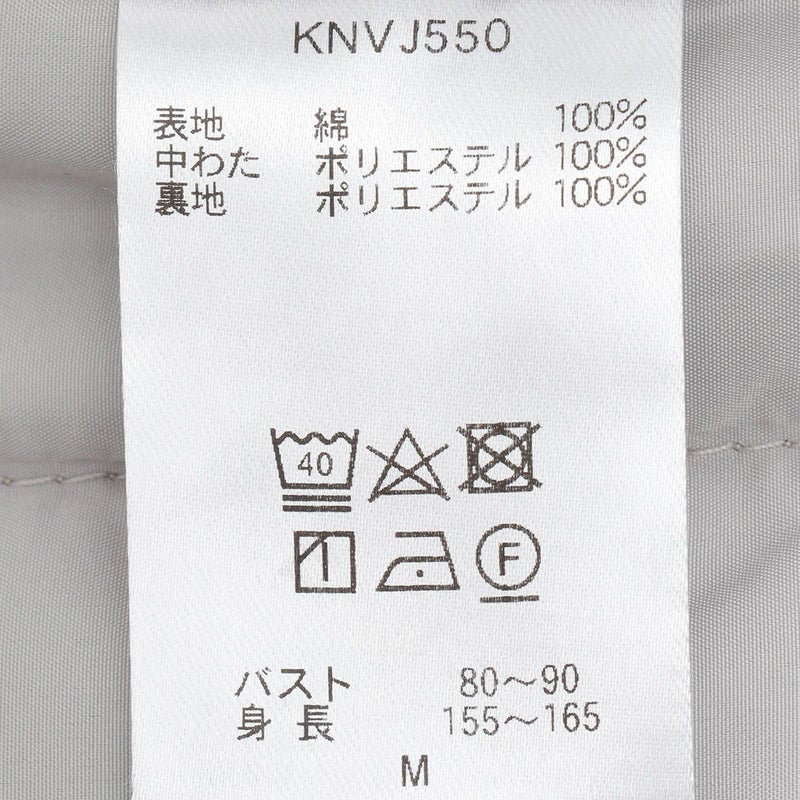 KNVJ550
表地 綿 100%
中わた ポリエステル 100%
裏地 ポリエステル 100%
40
F
バスト 80～90
身長 155～165
M